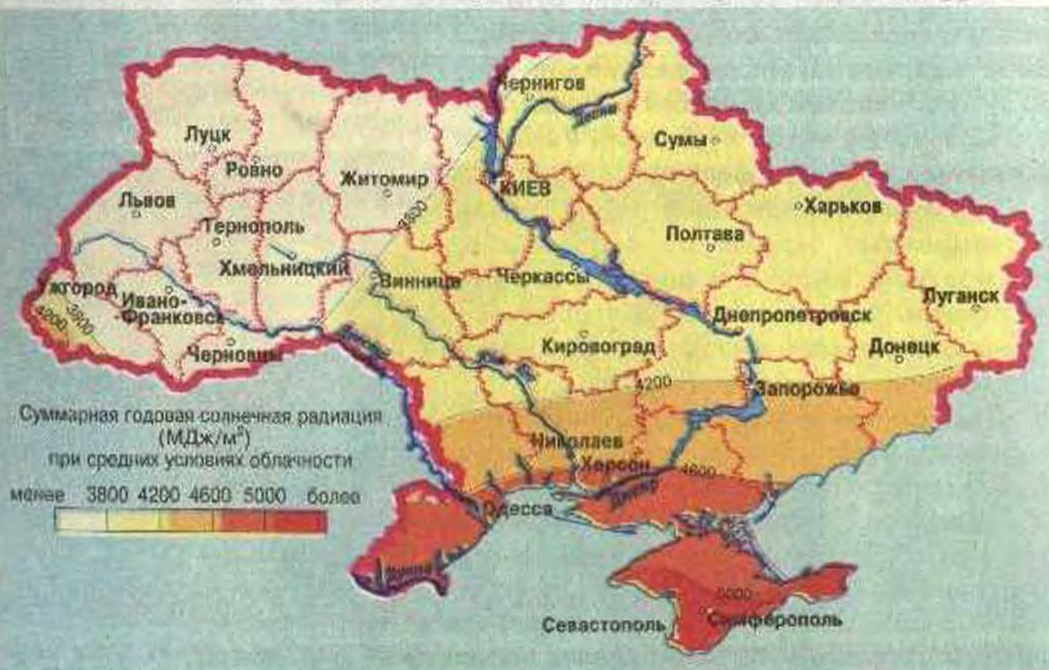 Чернигов
Десна
Луцк
Сумы
Ровно
Житомир
КИЕВ
Львов
Харьков
3800
Тернополь
Полтава
Хмельницкий
Винница
Черкассы
Ужгород
Ивано-
Франковск
Луганск
4200
3800
Днепропетровск
Кировоград
Донецк
Черновцы
4200
Запорожье
Суммарная годовая солнечная радиация
(МДж/м²)
при средних условиях облачности
менее 3800 4200 4600 5000 более
Николаев
Херсон
4600
Днепр
Одесса
Дунай
5000
Севастополь
Симферополь